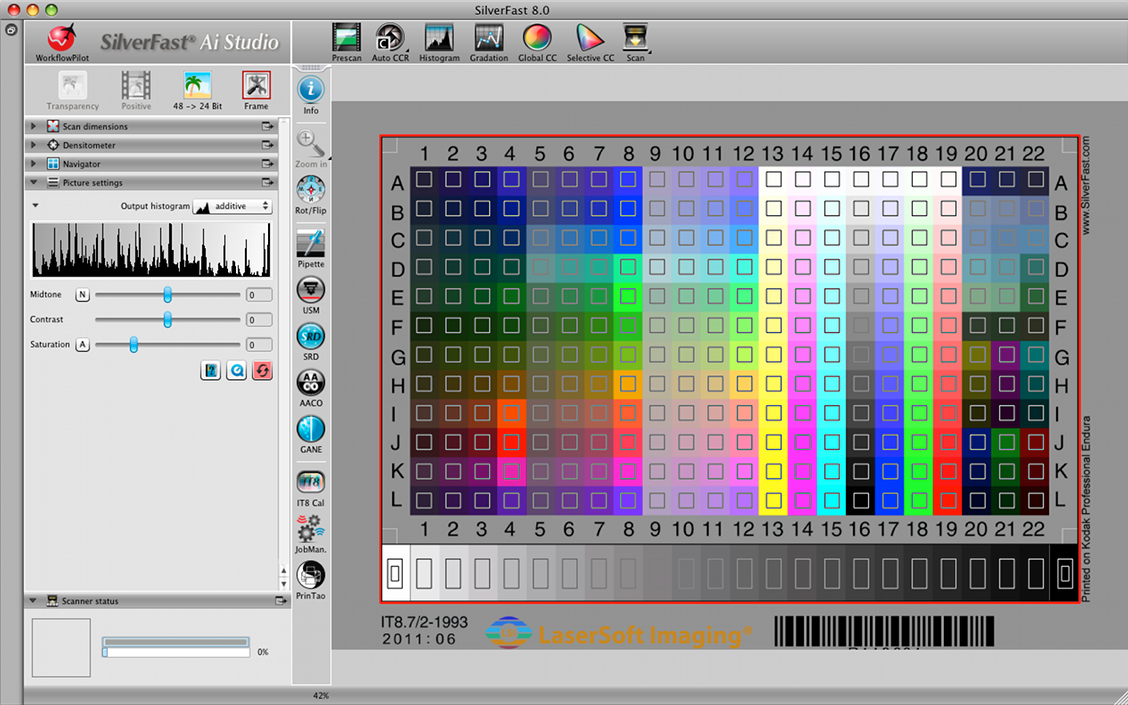 SilverFast 8.0
WorkflowPilot
SilverFast® Ai Studio
Prescan Auto CCR Histogram Gradation Global CC Selective CC Scan
Transparency Positive 48 -> 24 Bit Frame
Scan dimensions
Densitometer
Navigator
Picture settings
Output histogram additive
Midtone N 0
Contrast 0
Saturation A 0
Scanner status
0%
Info
Zoom in
Rot/Flip
Pipette
USM
SRD
SRD
AA
CO
AACO
GANE
IT8
IT8 Cal
JobMan.
PrinTao
42%
1 2 3 4 5 6 7 8 9 10 11 12 13 14 15 16 17 18 19 20 21 22
A A
B B
C C
D D
E E
F F
G G
H H
I I
J J
K K
L L
1 2 3 4 5 6 7 8 9 10 11 12 13 14 15 16 17 18 19 20 21 22
www.SilverFast.com
Printed on Kodak Professional Endura
IT8.7/2-1993
2011:06
LaserSoft Imaging®